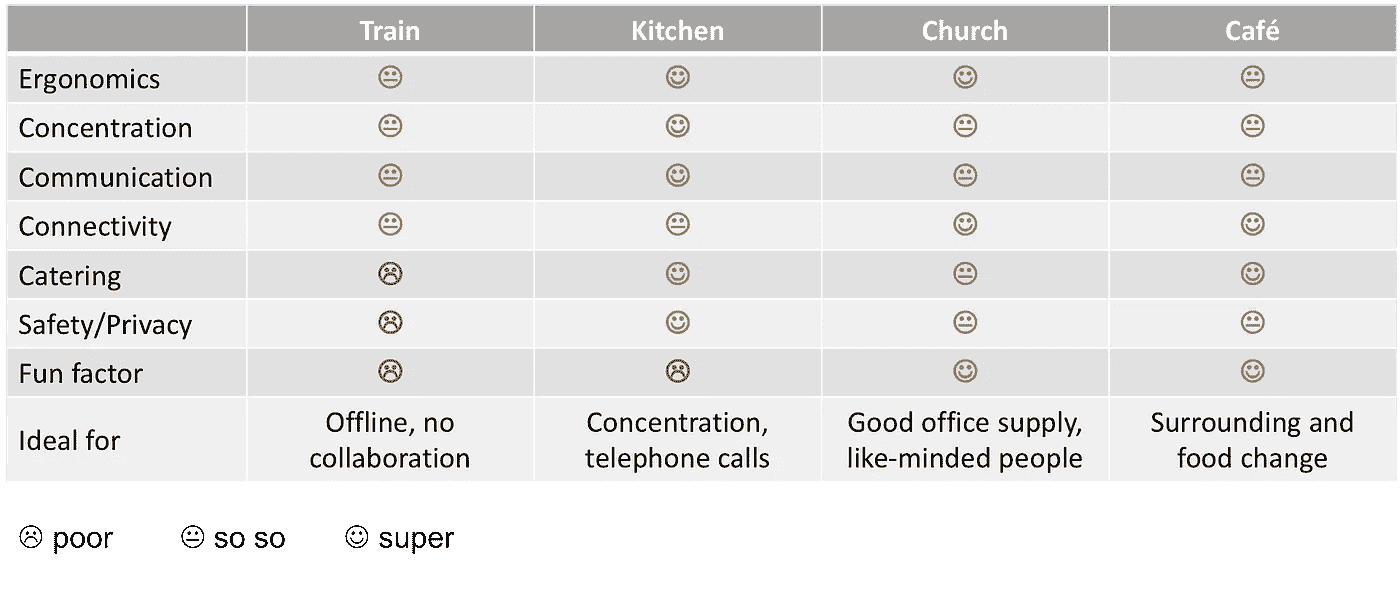 Train Kitchen Church Café
Ergonomics 😐 ☺ ☺ 😐
Concentration 😐 ☺ 😐 😐
Communication 😐 ☺ 😐 😐
Connectivity 😐 😐 ☺ ☺
Catering ☹ ☺ 😐 ☺
Safety/Privacy ☹ ☺ 😐 😐
Fun factor ☹ ☹ ☺ ☺
Ideal for
Offline, no
collaboration
Concentration,
telephone calls
Good office supply,
like-minded people
Surrounding and
food change
☹ poor 😐 so so ☺ super